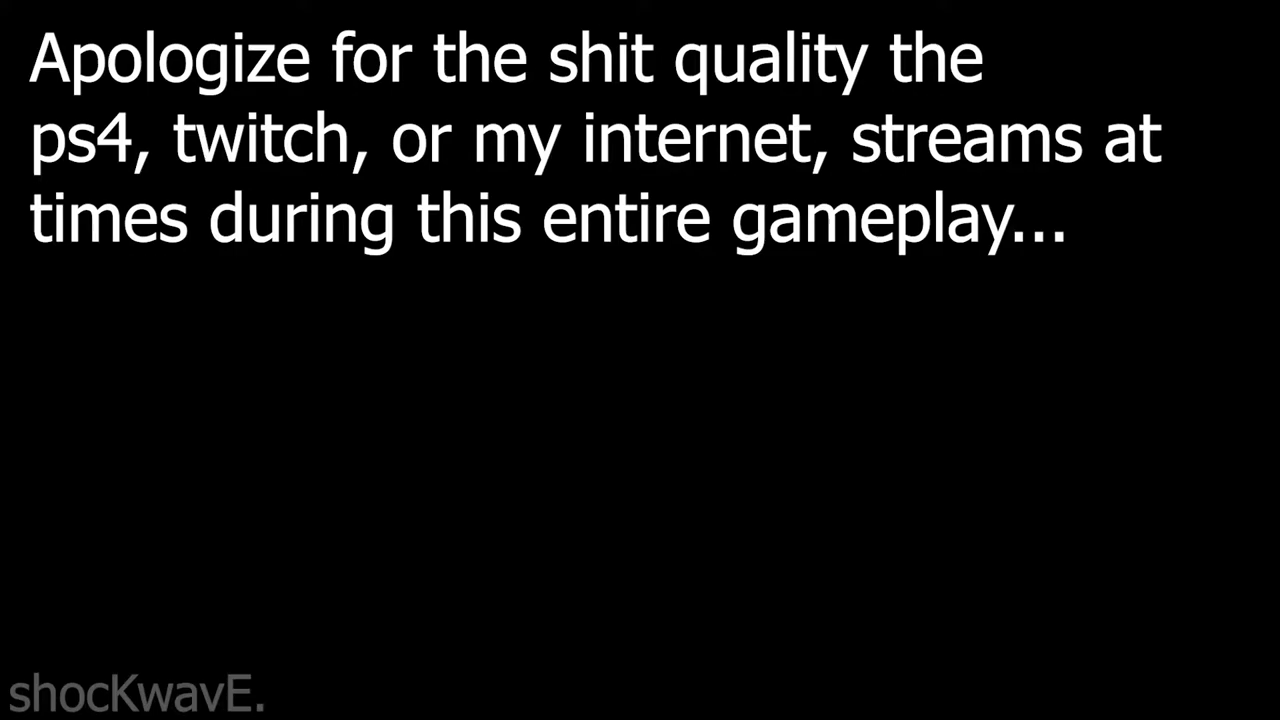 Apologize for the shit quality the
ps4, twitch, or my internet, streams at
times during this entire gameplay...
shocKwavE.